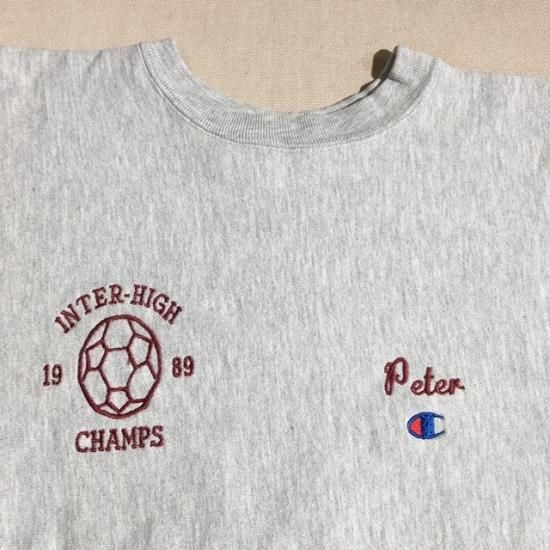 INTER-HIGH
19 89
CHAMPS
Peter